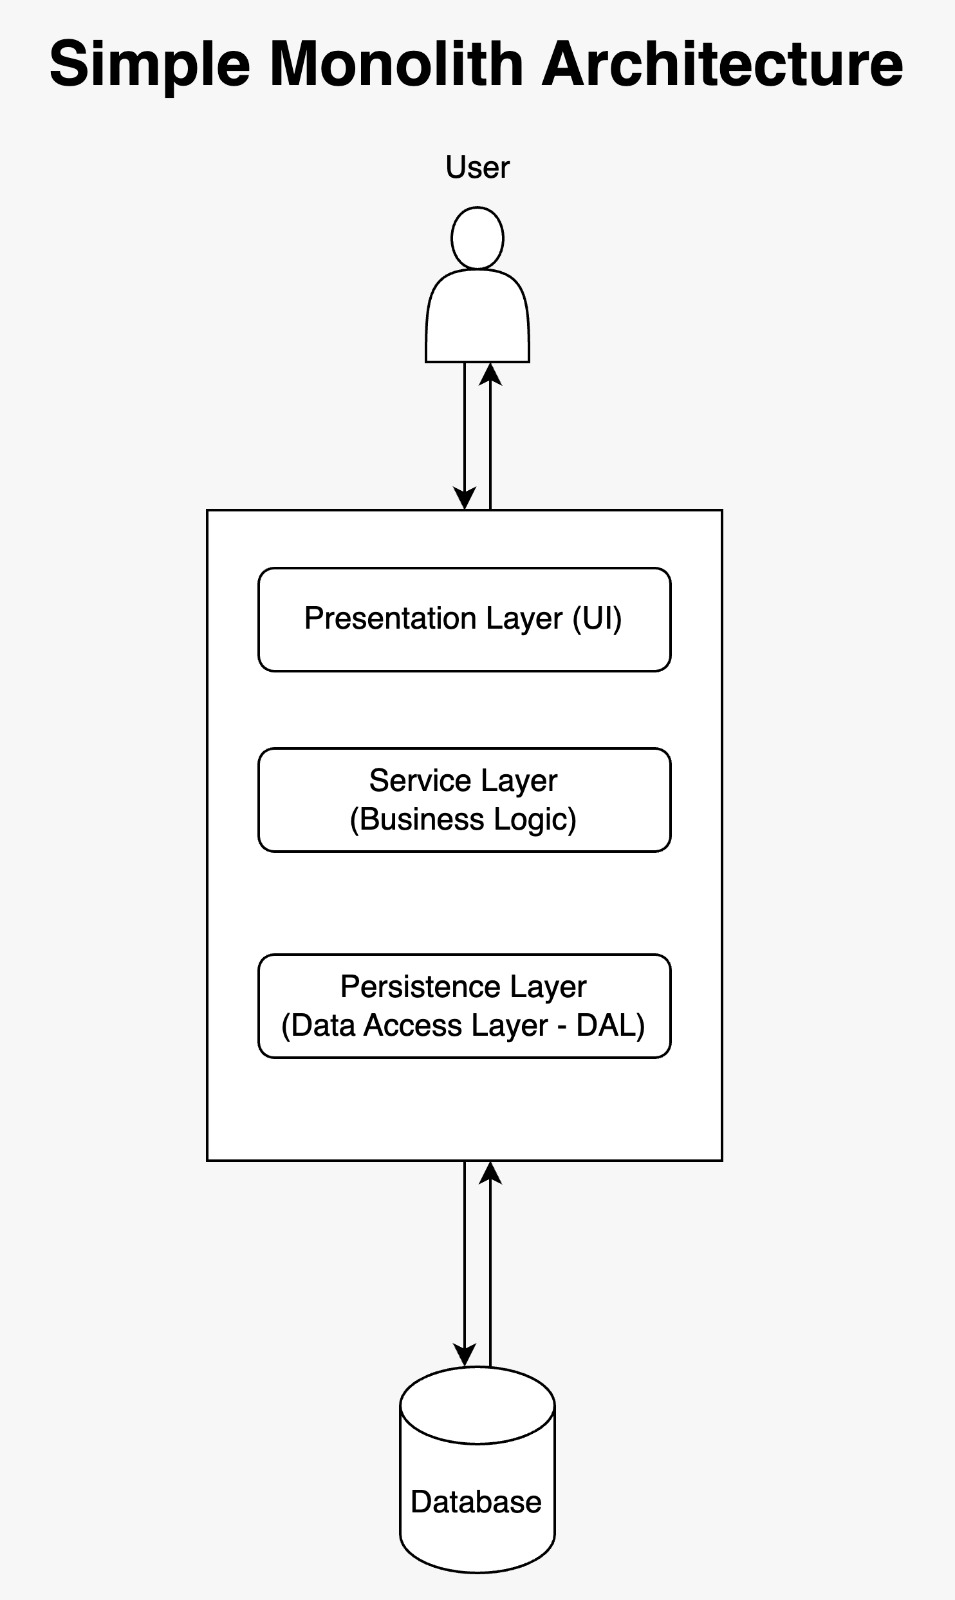 Simple Monolith Architecture
User
Presentation Layer (UI)
Service Layer
(Business Logic)
Persistence Layer
(Data Access Layer - DAL)
Database